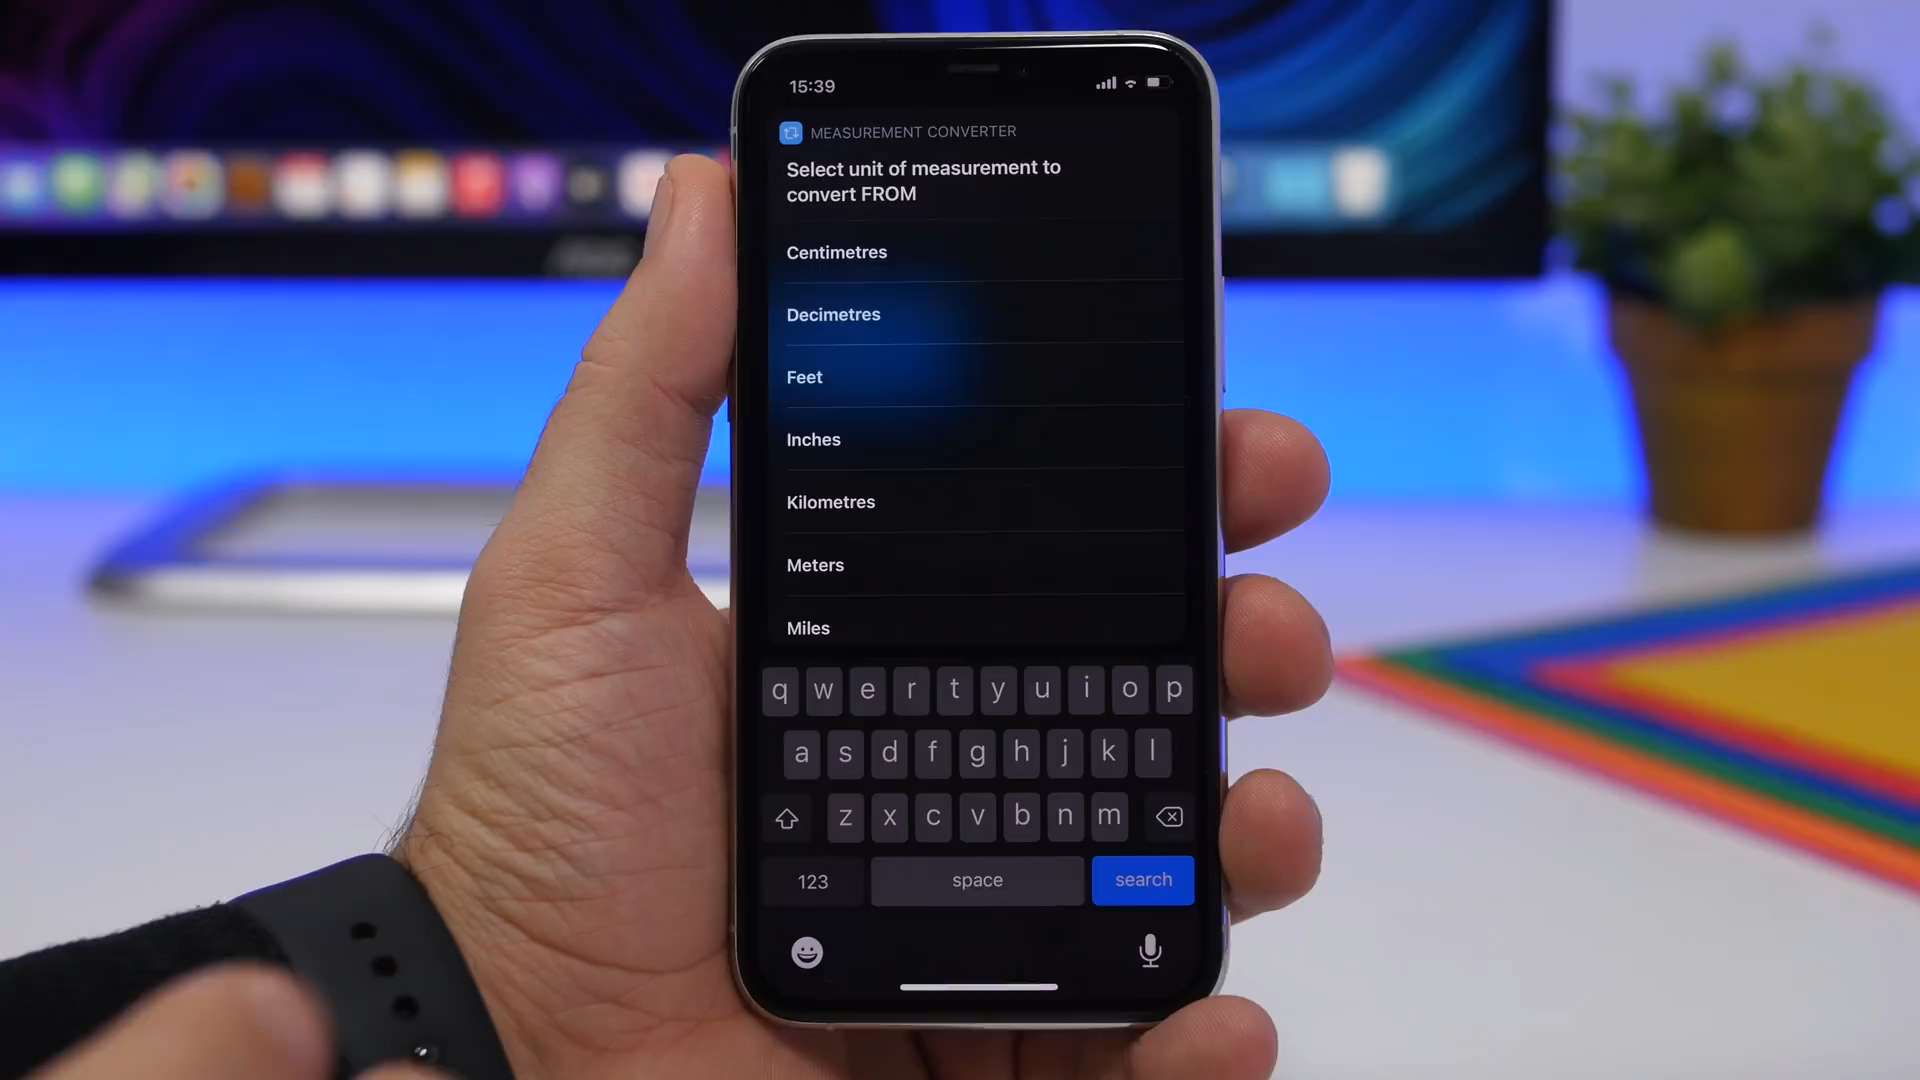 15:39
MEASUREMENT CONVERTER
Select unit of measurement to
convert FROM
Centimetres
Decimetres
Feet
Inches
Kilometres
Meters
Miles
q w e r t y u i o p
a s d f g h j k l
z x c v b n m
123 space search